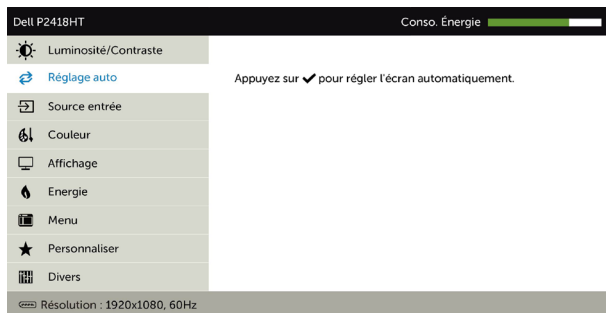 Dell P2418HT
Conso. Énergie
Luminosité/Contraste
Réglage auto
Appuyez sur ✔ pour régler l'écran automatiquement.
Source entrée
Couleur
Affichage
Energie
Menu
Personnaliser
Divers
Résolution : 1920x1080, 60Hz